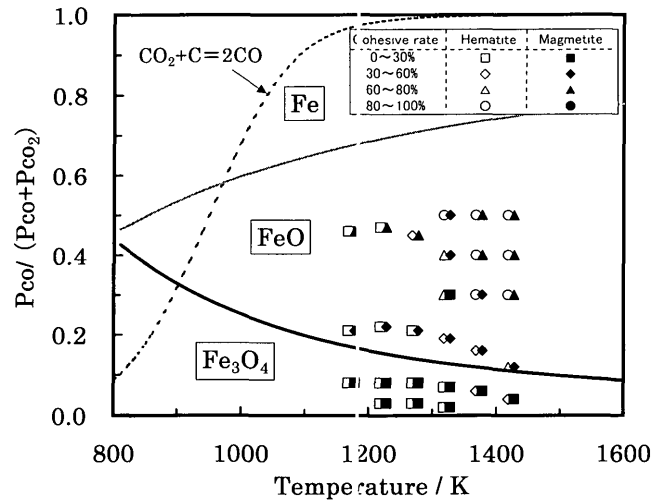 1.0
0.8
0.6
0.4
0.2
0.0
Pco/ (Pco+Pco₂)
CO₂+C=2CO
Fe
Cohesive rate Hematite Magmetite
0～30%
30～60%
60～80%
80～100%
FeO
Fe₃O₄
800 1000 1200 1400 1600
Temperature / K